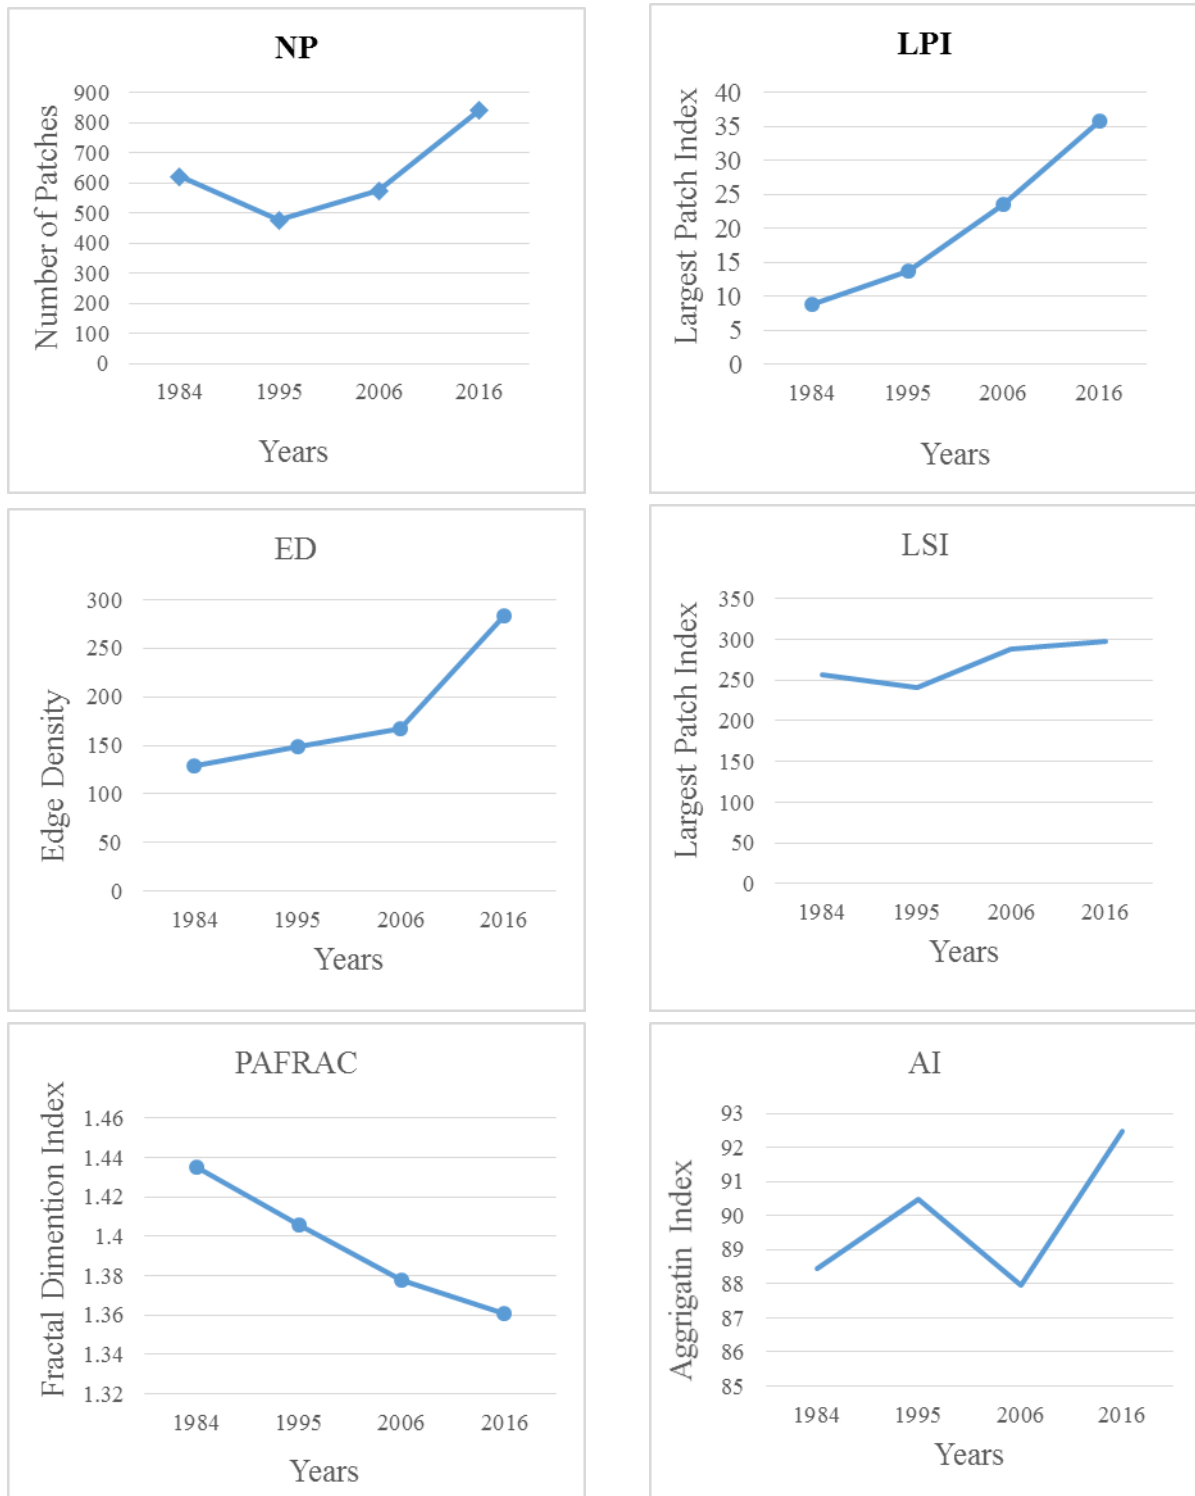 NP
Number of Patches
900
800
700
600
500
400
300
200
100
0
1984 1995 2006 2016
Years
LPI
Largest Patch Index
40
35
30
25
20
15
10
5
0
1984 1995 2006 2016
Years
ED
Edge Density
300
250
200
150
100
50
0
1984 1995 2006 2016
Years
LSI
Largest Patch Index
350
300
250
200
150
100
50
0
1984 1995 2006 2016
Years
PAFRAC
Fractal Dimention Index
1.46
1.44
1.42
1.4
1.38
1.36
1.34
1.32
1984 1995 2006 2016
Years
AI
Aggrigatin Index
93
92
91
90
89
88
87
86
85
1984 1995 2006 2016
Years